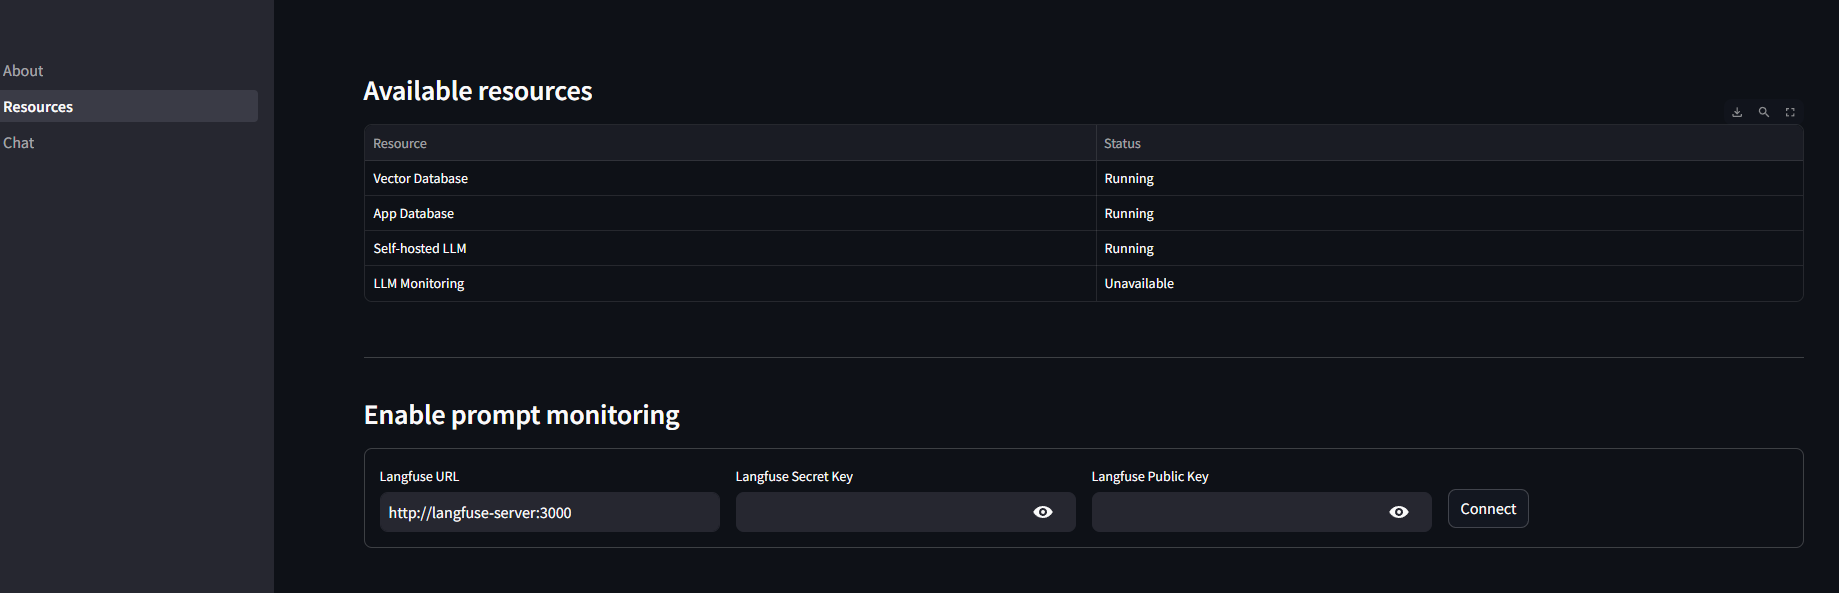 About
Resources
Chat
Available resources
Resource Status
Vector Database Running
App Database Running
Self-hosted LLM Running
LLM Monitoring Unavailable
Enable prompt monitoring
Langfuse URL Langfuse Secret Key Langfuse Public Key
http://langfuse-server:3000 Connect